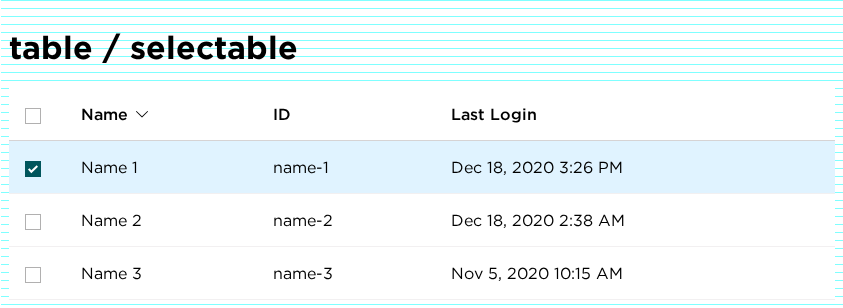 table / selectable
Name ID Last Login
Name 1 name-1 Dec 18, 2020 3:26 PM
Name 2 name-2 Dec 18, 2020 2:38 AM
Name 3 name-3 Nov 5, 2020 10:15 AM